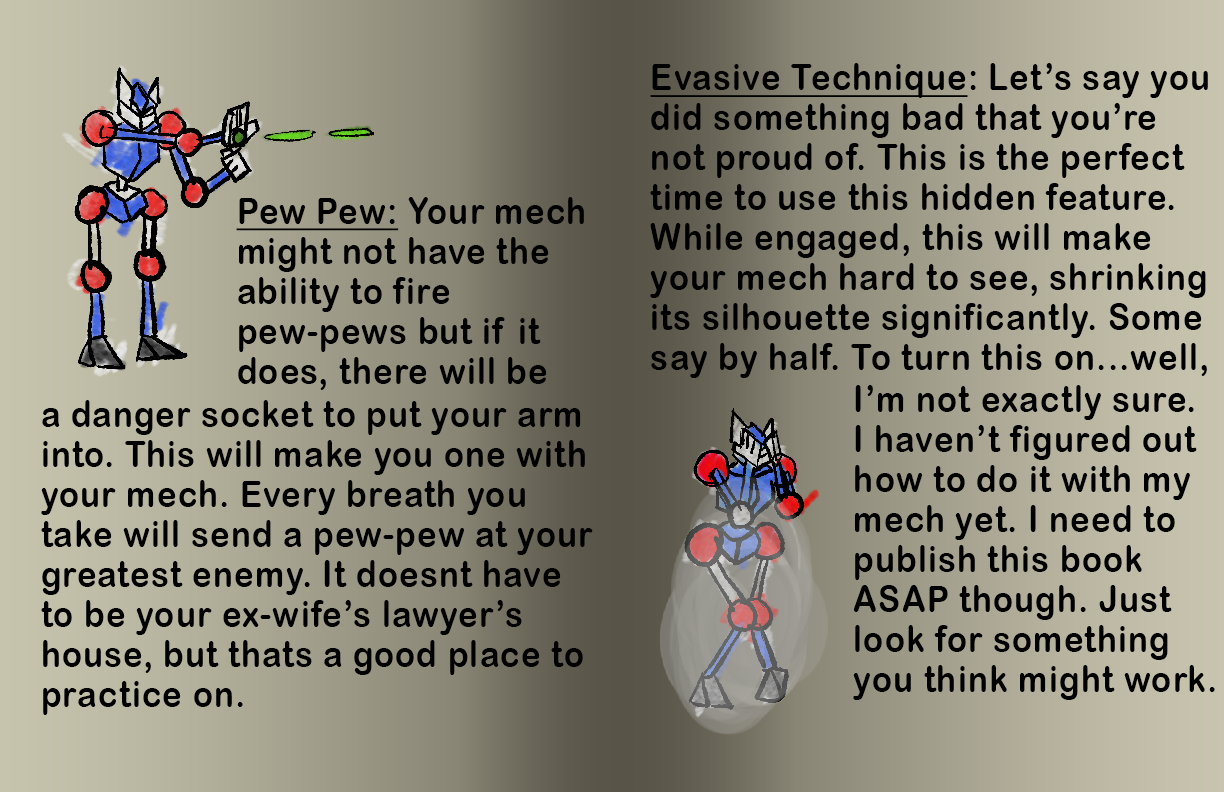 Pew Pew: Your mech
might not have the
ability to fire
pew-pews but if it
does, there will be
a danger socket to put your arm
into. This will make you one with
your mech. Every breath you
take will send a pew-pew at your
greatest enemy. It doesnt have
to be your ex-wife’s lawyer’s
house, but thats a good place to
practice on.
Evasive Technique: Let’s say you
did something bad that you’re
not proud of. This is the perfect
time to use this hidden feature.
While engaged, this will make
your mech hard to see, shrinking
its silhouette significantly. Some
say by half. To turn this on...well,
I’m not exactly sure.
I haven’t figured out
how to do it with my
mech yet. I need to
publish this book
ASAP though. Just
look for something
you think might work.